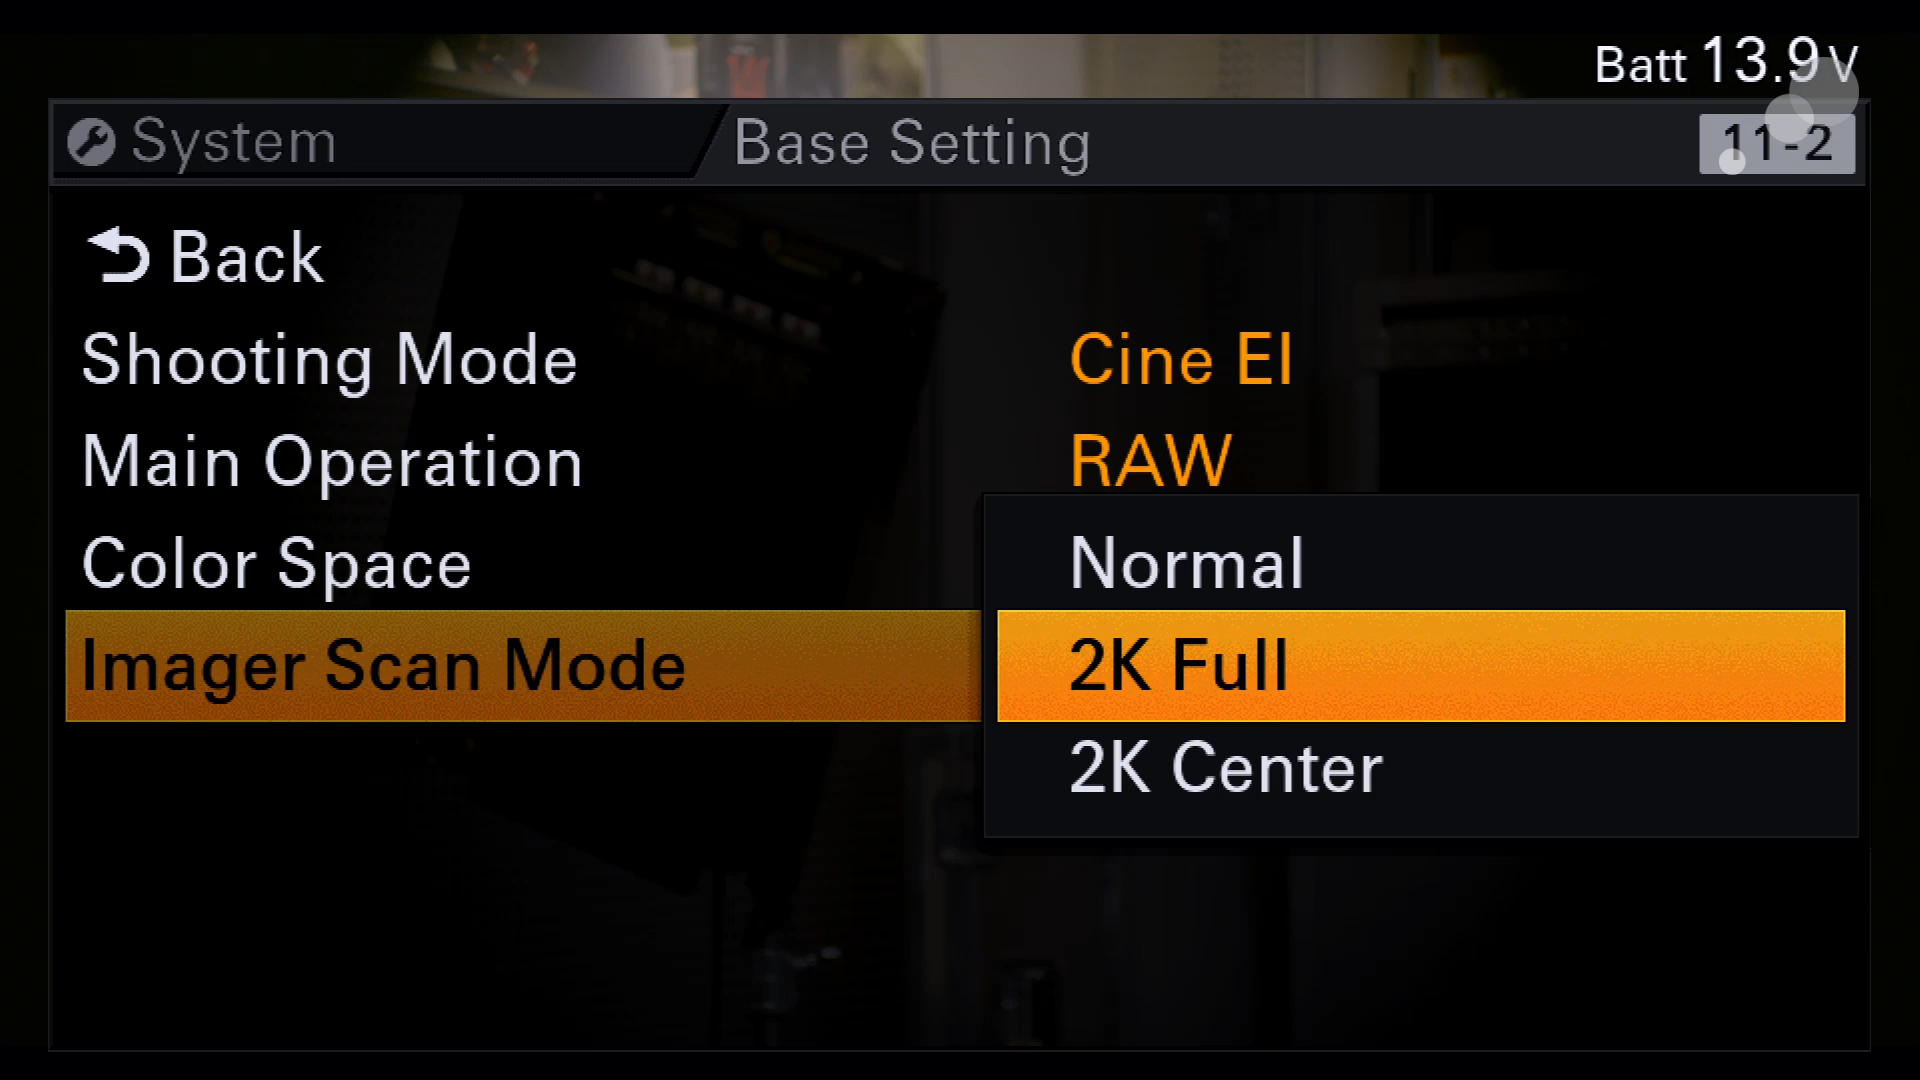 Batt 13.9 V
System Base Setting 11-2
Back
Shooting Mode Cine EI
Main Operation RAW
Color Space Normal
Imager Scan Mode 2K Full
2K Center